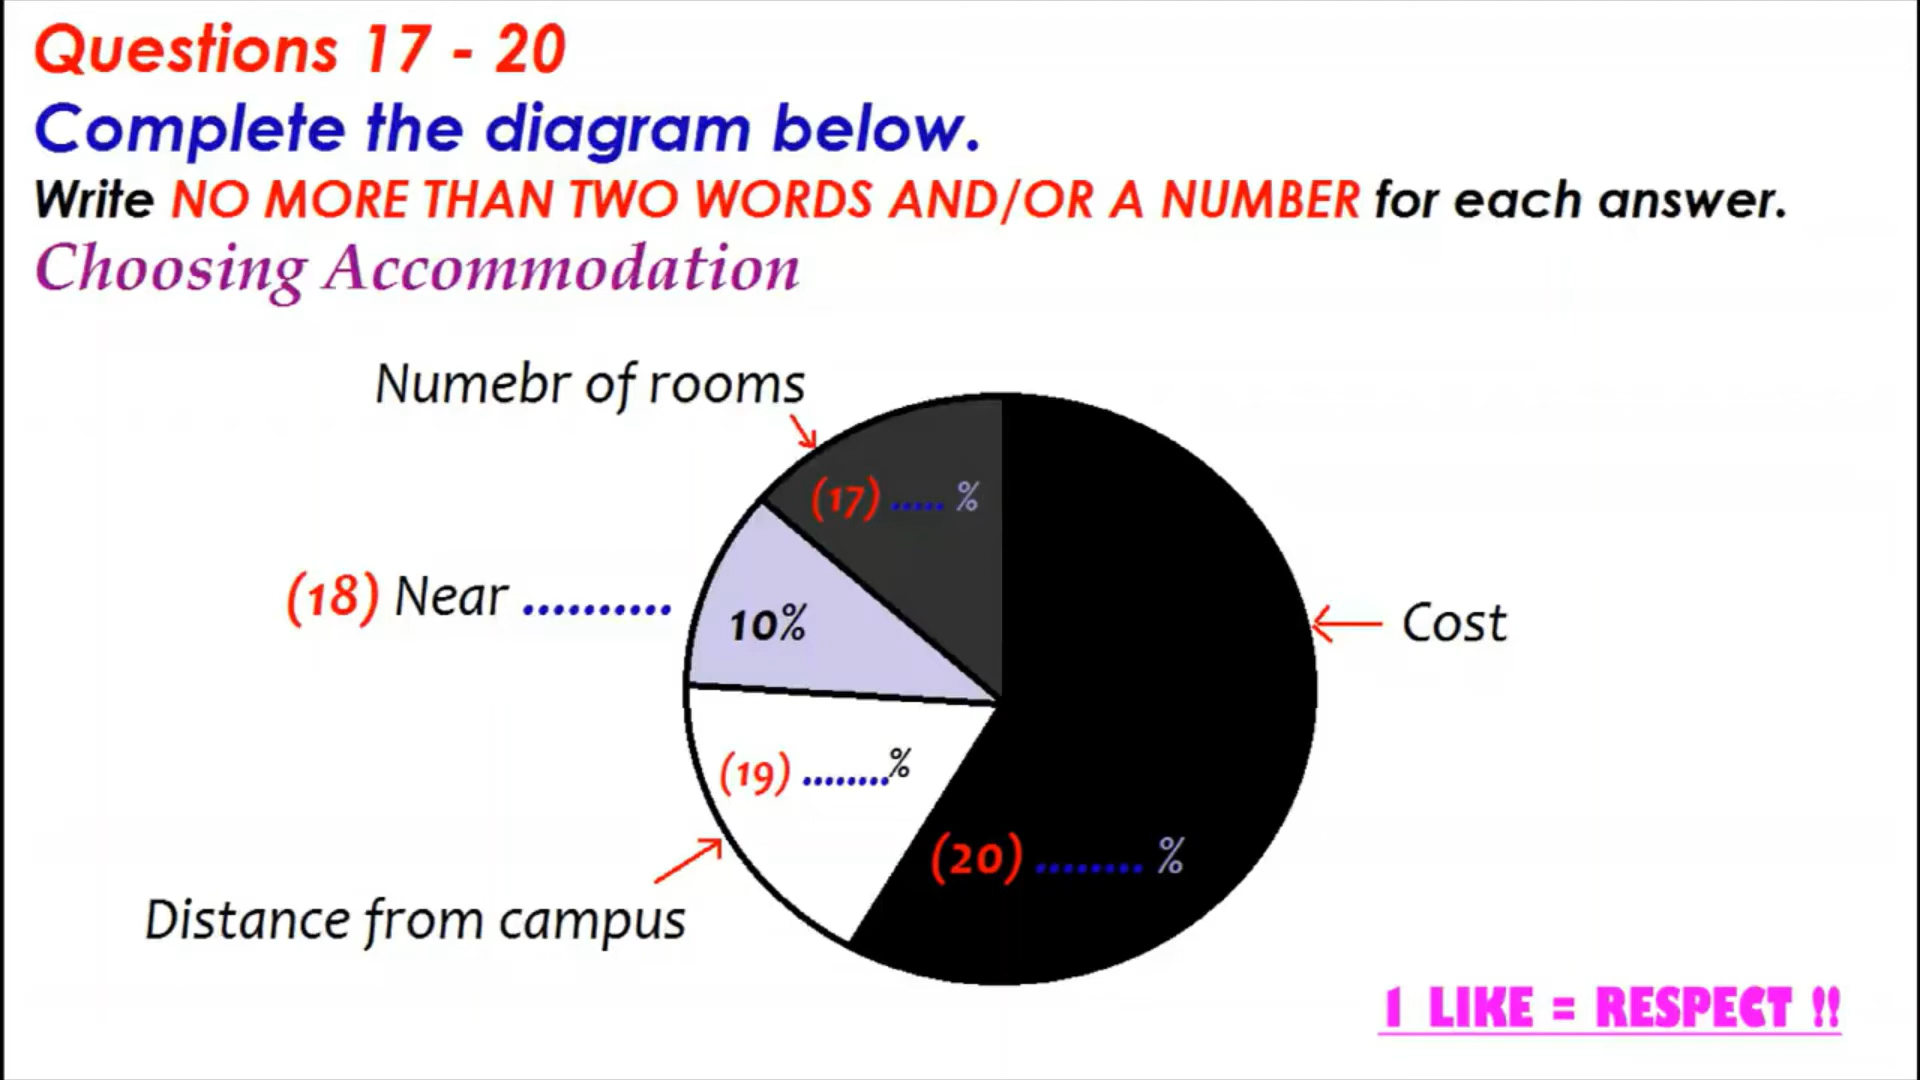 Questions 17 - 20
Complete the diagram below.
Write NO MORE THAN TWO WORDS AND/OR A NUMBER for each answer.
Choosing Accommodation
Numebr of rooms
(17) ..... %
(18) Near ..........
10%
Cost
(19) ........%
(20) ........ %
Distance from campus
1 LIKE = RESPECT !!